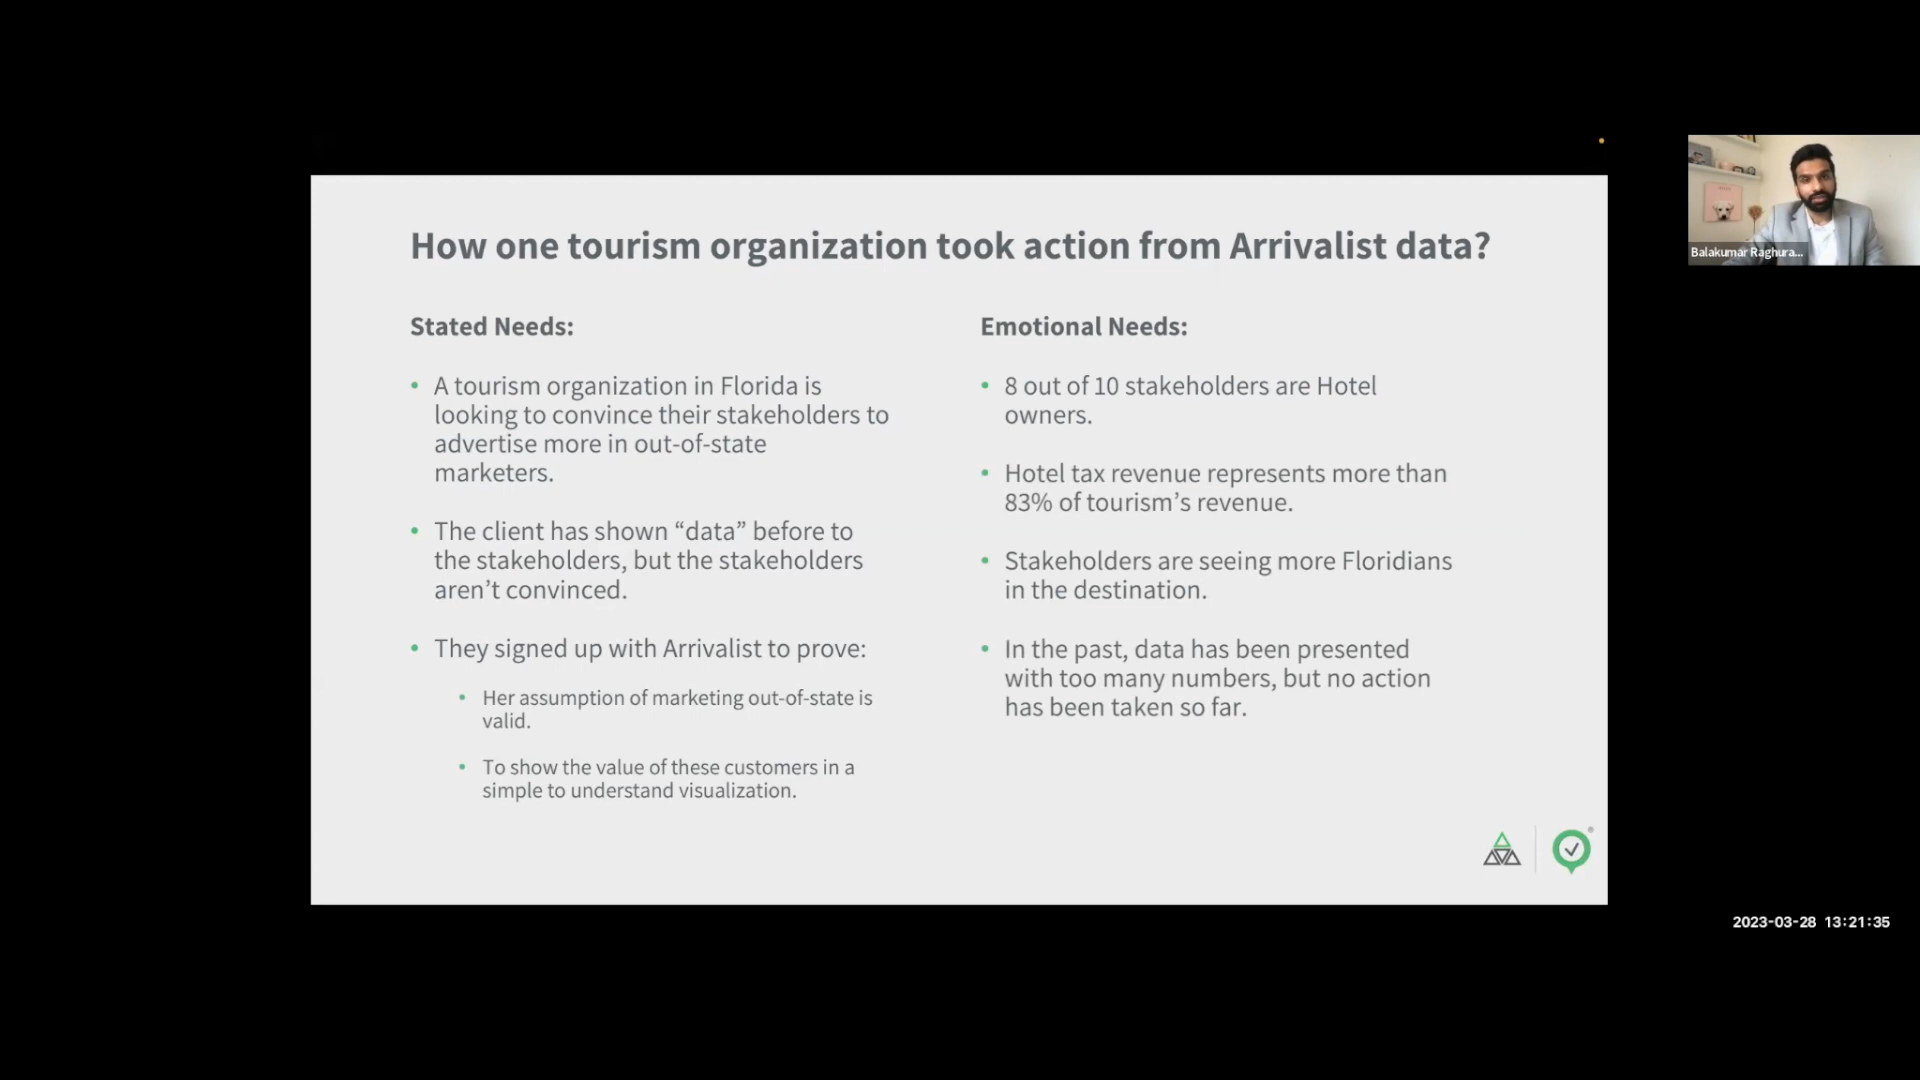 How one tourism organization took action from Arrivalist data?
Stated Needs:
• A tourism organization in Florida is
looking to convince their stakeholders to
advertise more in out-of-state
marketers.
• The client has shown “data” before to
the stakeholders, but the stakeholders
aren’t convinced.
• They signed up with Arrivalist to prove:
• Her assumption of marketing out-of-state is
valid.
• To show the value of these customers in a
simple to understand visualization.
Emotional Needs:
• 8 out of 10 stakeholders are Hotel
owners.
• Hotel tax revenue represents more than
83% of tourism’s revenue.
• Stakeholders are seeing more Floridians
in the destination.
• In the past, data has been presented
with too many numbers, but no action
has been taken so far.
®
Balakumar Raghura...
2023-03-28 13:21:35